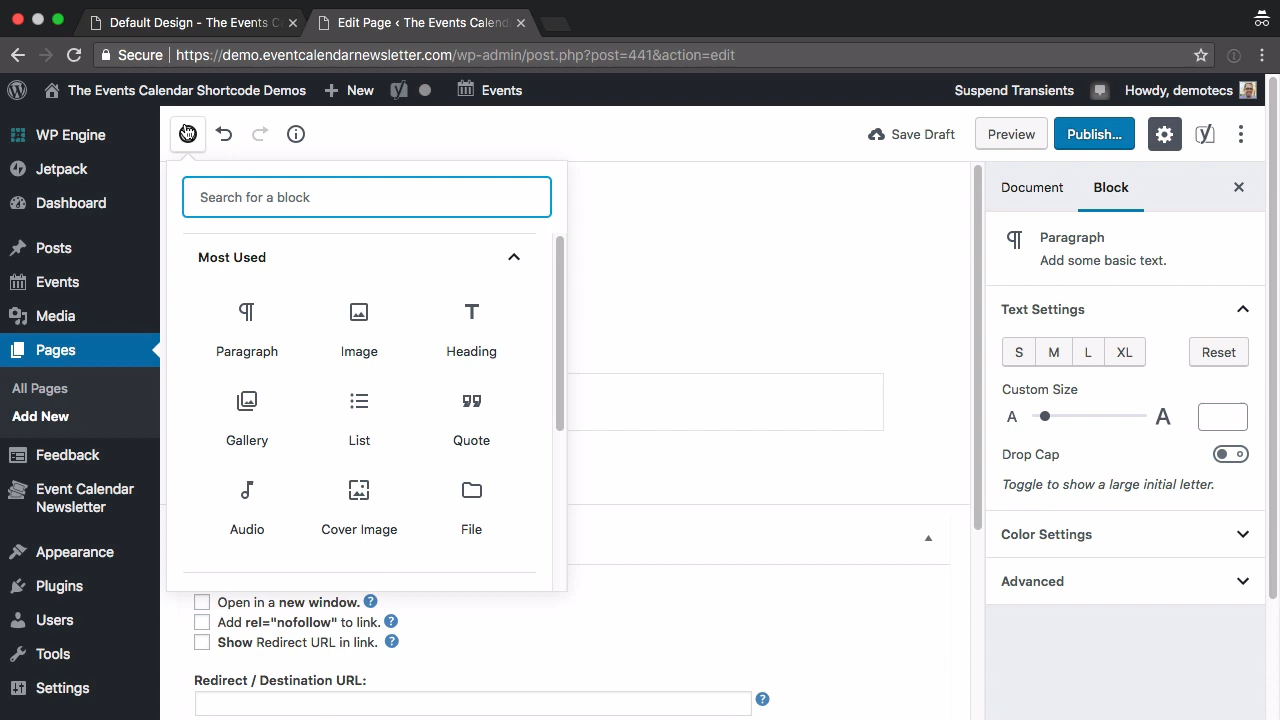 Default Design - The Events C
Edit Page ‹ The Events Calend
Secure
https://demo.eventcalendarnewsletter.com/wp-admin/post.php?post=441&action=edit
The Events Calendar Shortcode Demos
New
Events
Suspend Transients
Howdy, demotecs
WP Engine
Jetpack
Dashboard
Posts
Events
Media
Pages
All Pages
Add New
Feedback
Event Calendar
Newsletter
Appearance
Plugins
Users
Tools
Settings
Save Draft
Preview
Publish...
Search for a block
Most Used
Paragraph
Image
Heading
Gallery
List
Quote
Audio
Cover Image
File
Open in a new window.
Add rel="nofollow" to link.
Show Redirect URL in link.
Redirect / Destination URL:
Document
Block
Paragraph
Add some basic text.
Text Settings
S
M
L
XL
Reset
Custom Size
A
A
Drop Cap
Toggle to show a large initial letter.
Color Settings
Advanced